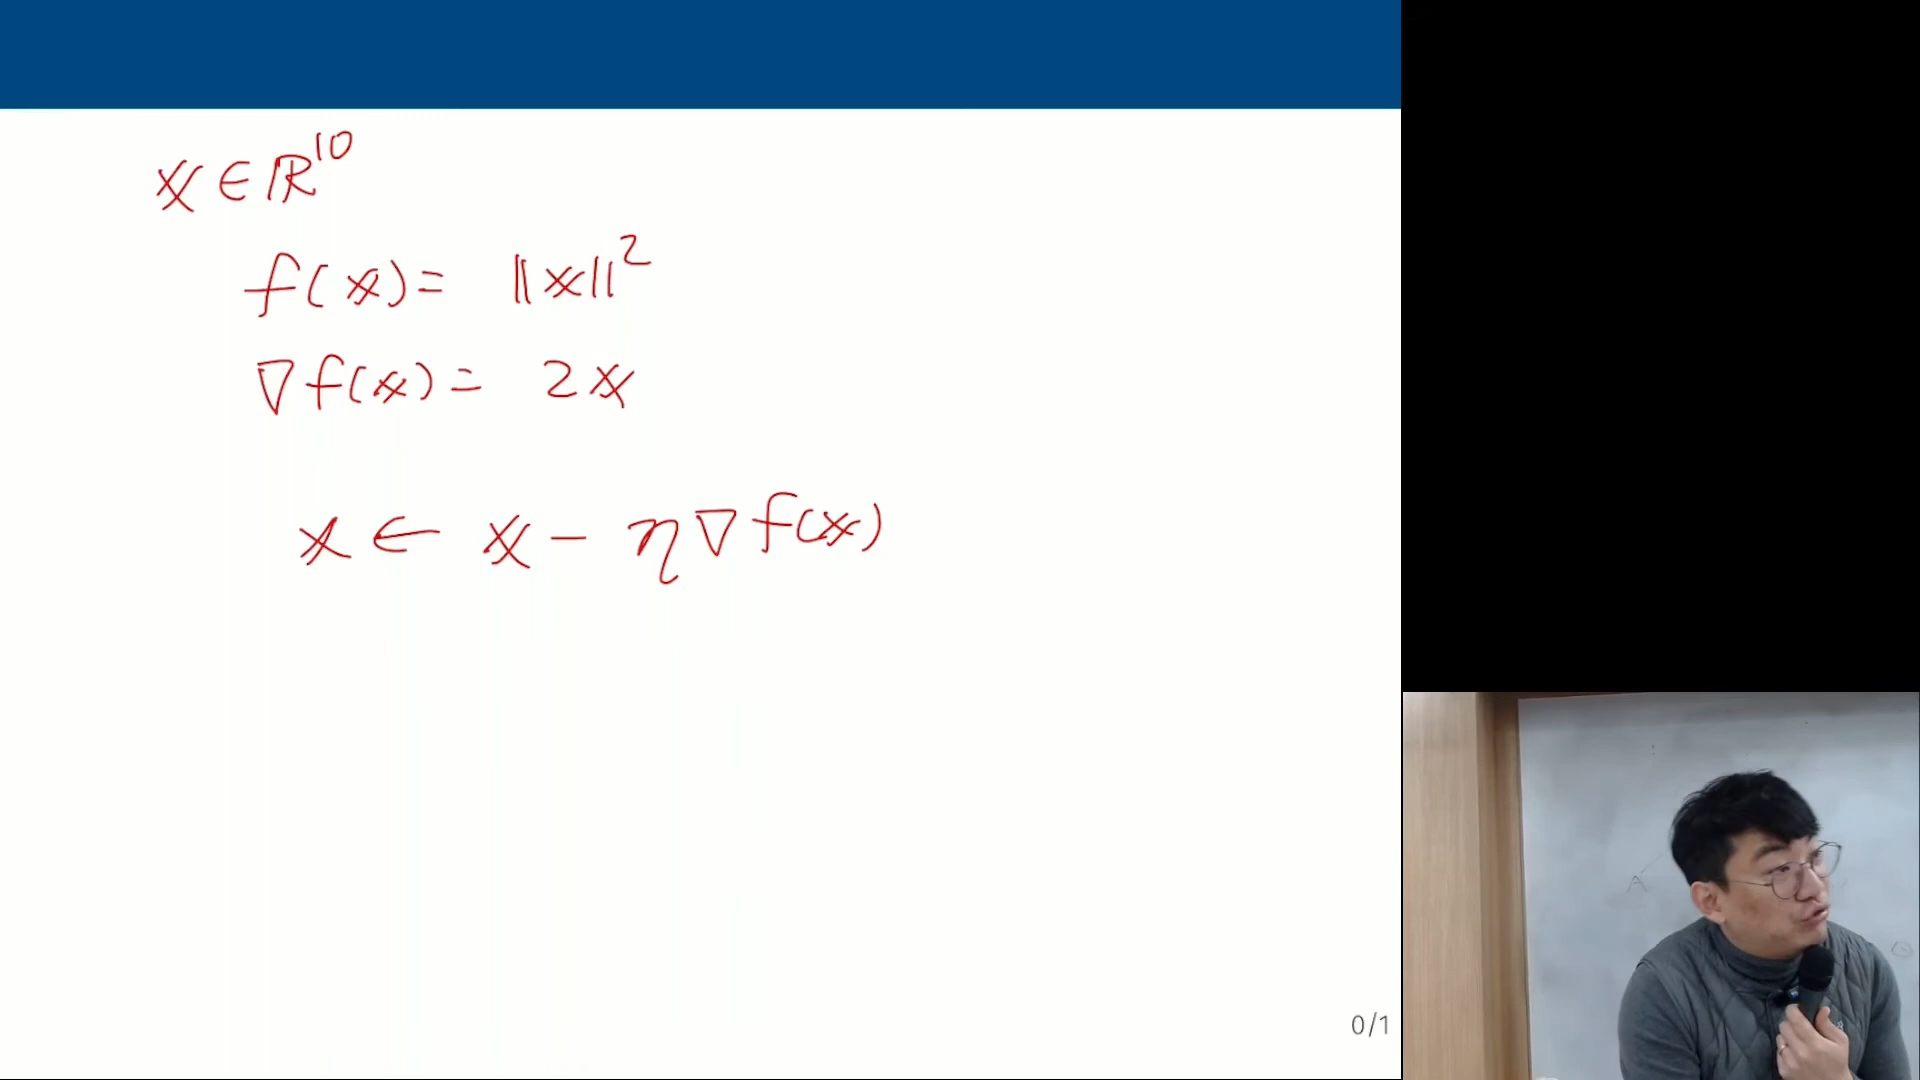 x ∈ ℝ¹⁰
f(x) = ||x||²
∇f(x) = 2x
x ← x − η∇f(x)
0/1
A